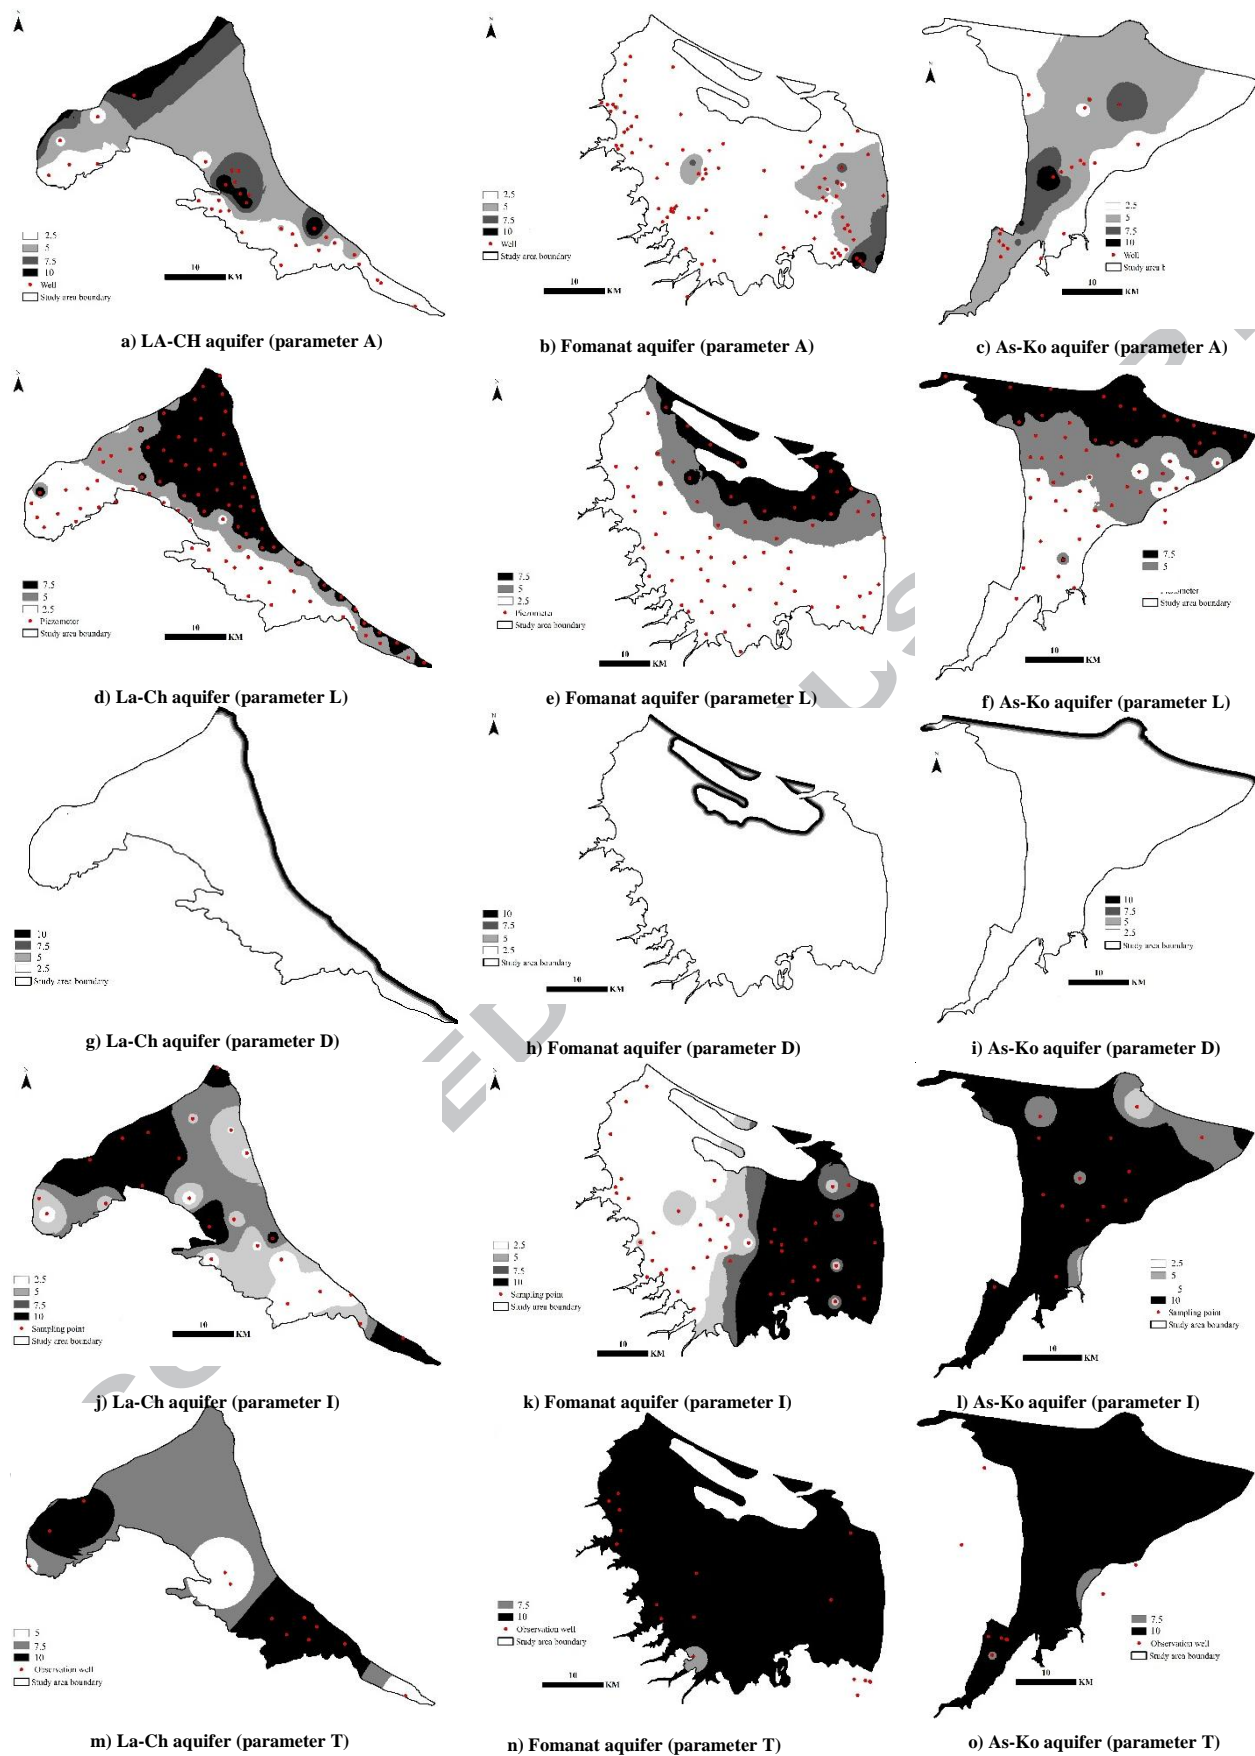 N
N
N
2.5
5
7.5
10
Well
Study area boundary
10
KM
2.5
5
7.5
10
Well
Study area boundary
10
KM
2.5
5
7.5
10
Well
Study area b
10
KM
a) LA-CH aquifer (parameter A)
b) Fomanat aquifer (parameter A)
c) As-Ko aquifer (parameter A)
N
N
N
7.5
5
2.5
Piezometer
Study area boundary
10
KM
7.5
5
2.5
Piezometer
Study area boundary
10
KM
7.5
5
Study area boundary
10
KM
d) La-Ch aquifer (parameter L)
e) Fomanat aquifer (parameter L)
f) As-Ko aquifer (parameter L)
N
N
10
7.5
5
2.5
Study area boundary
10
7.5
5
2.5
Study area boundary
10
KM
10
7.5
5
2.5
Study area boundary
10
KM
g) La-Ch aquifer (parameter D)
h) Fomanat aquifer (parameter D)
i) As-Ko aquifer (parameter D)
N
N
N
2.5
5
7.5
10
Sampling point
Study area boundary
10
KM
2.5
5
7.5
10
Sampling point
Study area boundary
10
KM
2.5
5
5
10
Sampling point
Study area boundary
10
KM
j) La-Ch aquifer (parameter I)
k) Fomanat aquifer (parameter I)
l) As-Ko aquifer (parameter I)
5
7.5
10
Observation well
Study area boundary
10
KM
7.5
10
Observation well
Study area boundary
10
KM
7.5
10
Observation well
Study area boundary
10
KM
m) La-Ch aquifer (parameter T)
n) Fomanat aquifer (parameter T)
o) As-Ko aquifer (parameter T)